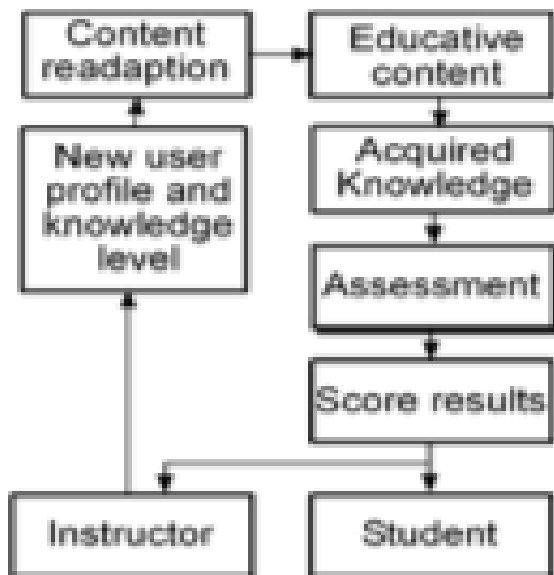 Content
readaption
Educative
content
New user
profile and
knowledge
level
Acquired
Knowledge
Assessment
Score results
Instructor
Student